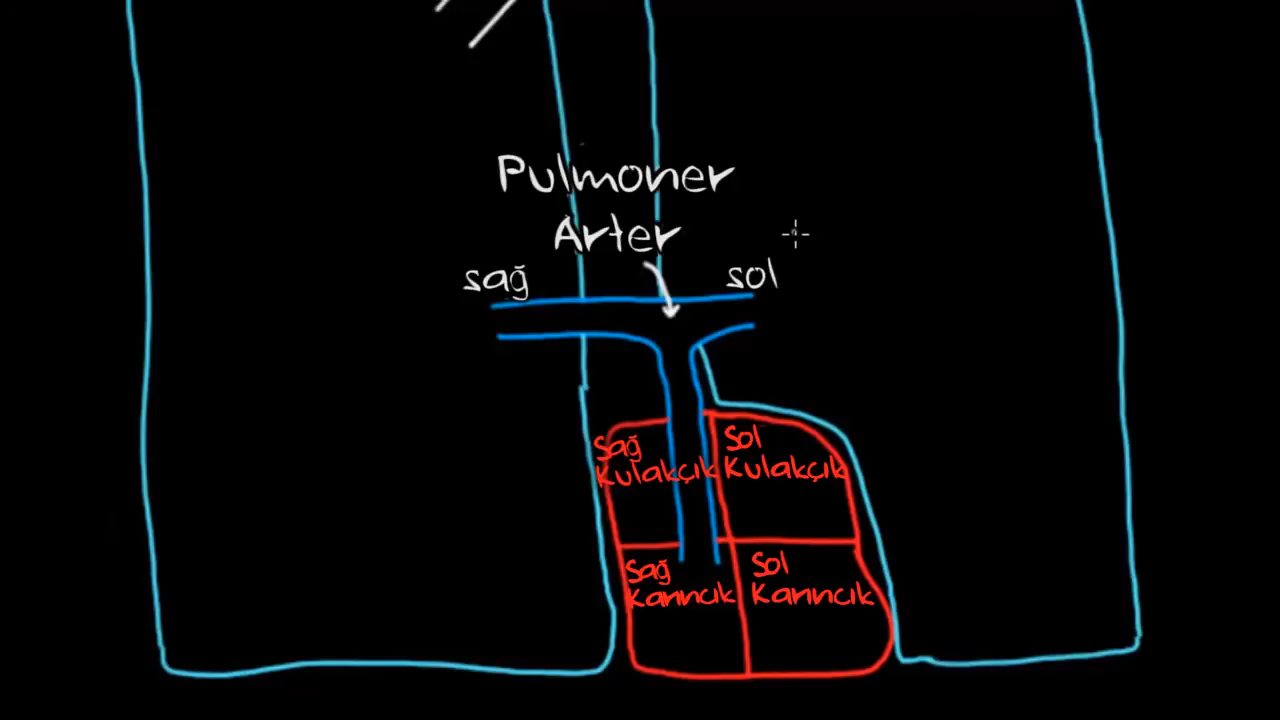 Pulmoner
Arter
sağ
sol
Sağ
Kulakçık
Sol
Kulakçık
Sağ
Karıncık
Sol
Karıncık